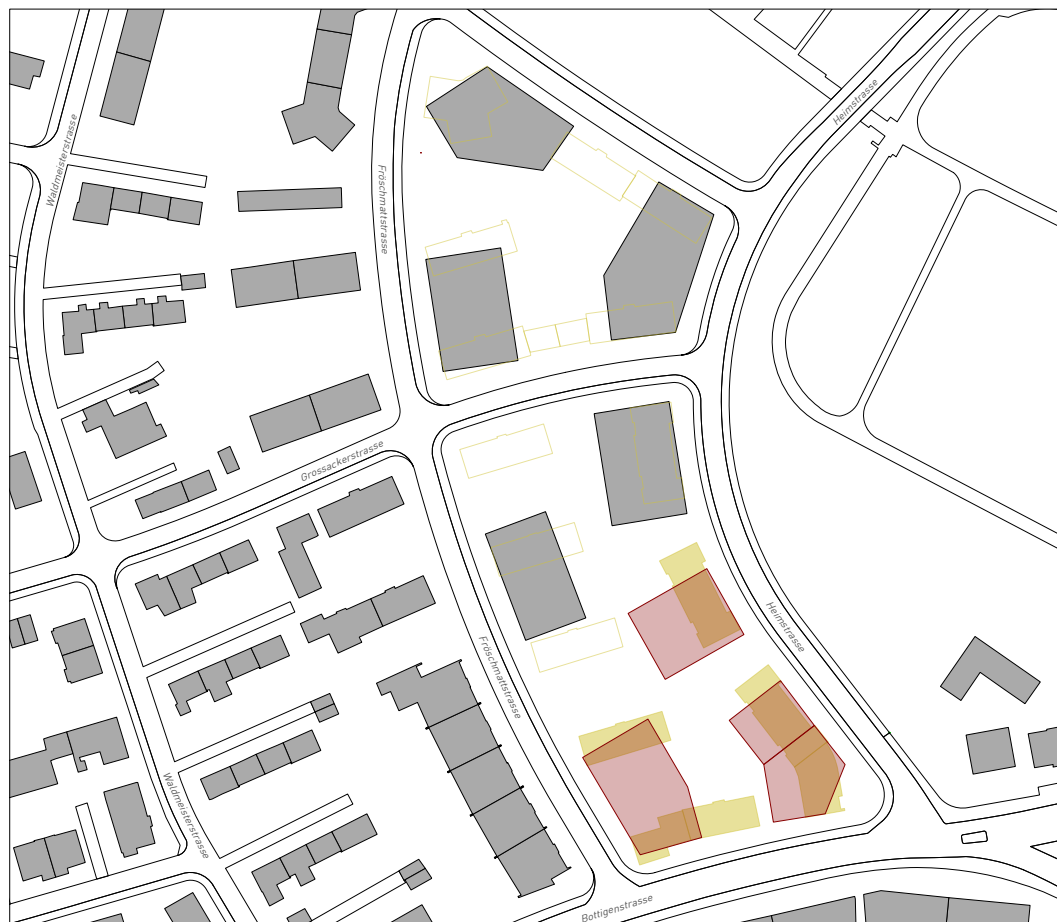 Heimstrasse
Waldmeisterstrasse
Fröschmattstrasse
Grossackerstrasse
Heimstrasse
Fröschmattstrasse
Waldmeisterstrasse
Bottigenstrasse